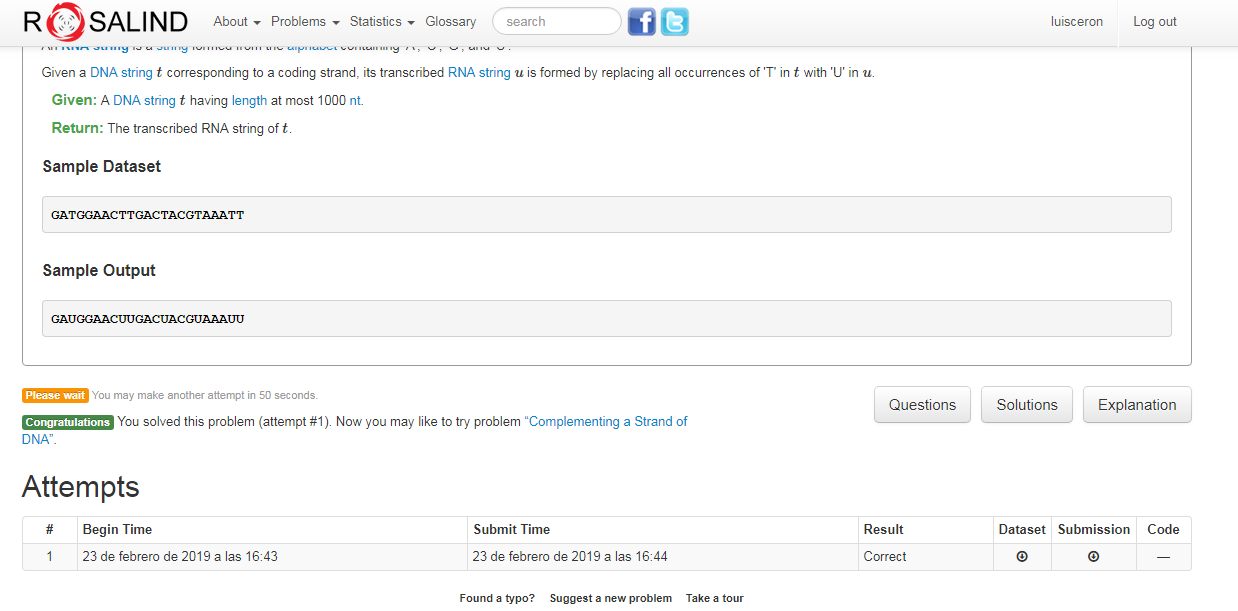 ROSALIND About Problems Statistics Glossary search luisceron Log out
An RNA string is a string formed from the alphabet containing 'A', 'C', 'G', and 'U'.
Given a DNA string t corresponding to a coding strand, its transcribed RNA string u is formed by replacing all occurrences of 'T' in t with 'U' in u.
Given: A DNA string t having length at most 1000 nt.
Return: The transcribed RNA string of t.
Sample Dataset
GATGGAACTTGACTACGTAAATT
Sample Output
GAUGGAACUUGACUACGUAAAUU
Please wait You may make another attempt in 50 seconds.
Questions Solutions Explanation
Congratulations You solved this problem (attempt #1). Now you may like to try problem “Complementing a Strand of
DNA”.
Attempts
# Begin Time Submit Time Result Dataset Submission Code
1 23 de febrero de 2019 a las 16:43 23 de febrero de 2019 a las 16:44 Correct —
Found a typo? Suggest a new problem Take a tour